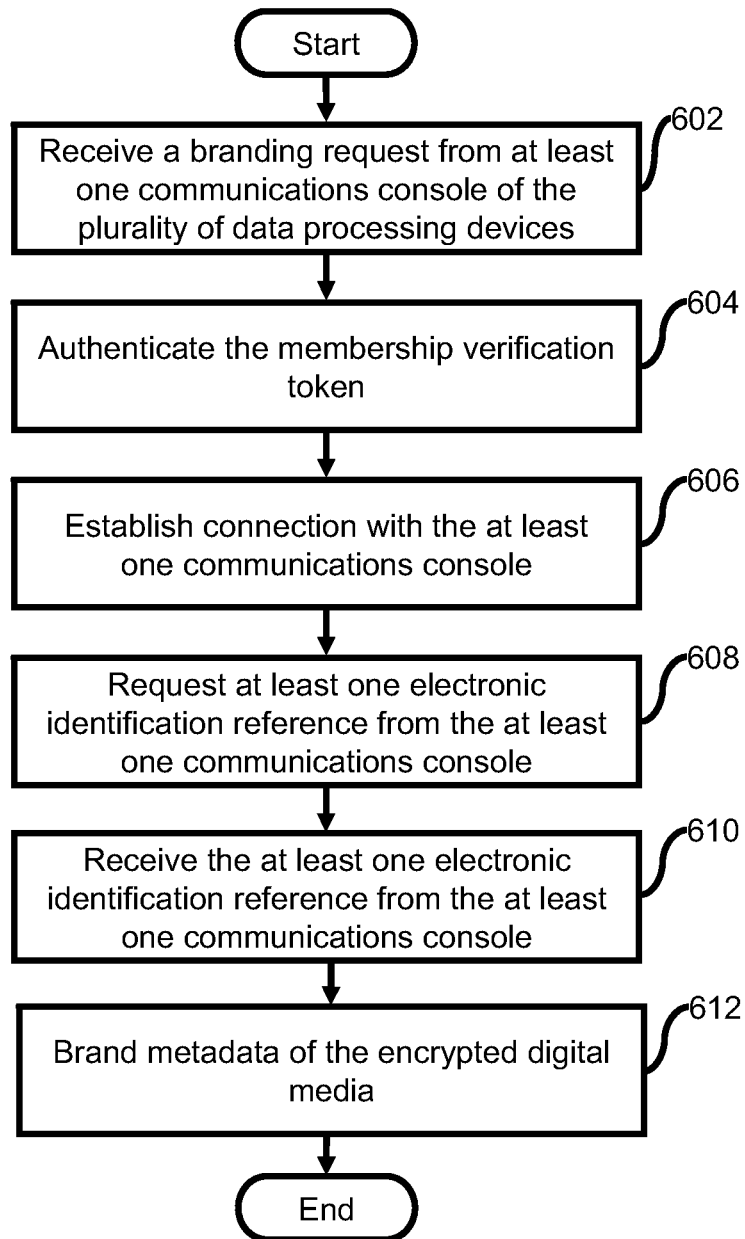 Start
602
Receive a branding request from at least
one communications console of the
plurality of data processing devices
604
Authenticate the membership verification
token
606
Establish connection with the at least
one communications console
608
Request at least one electronic
identification reference from the at least
one communications console
610
Receive the at least one electronic
identification reference from the at least
one communications console
612
Brand metadata of the encrypted digital
media
End